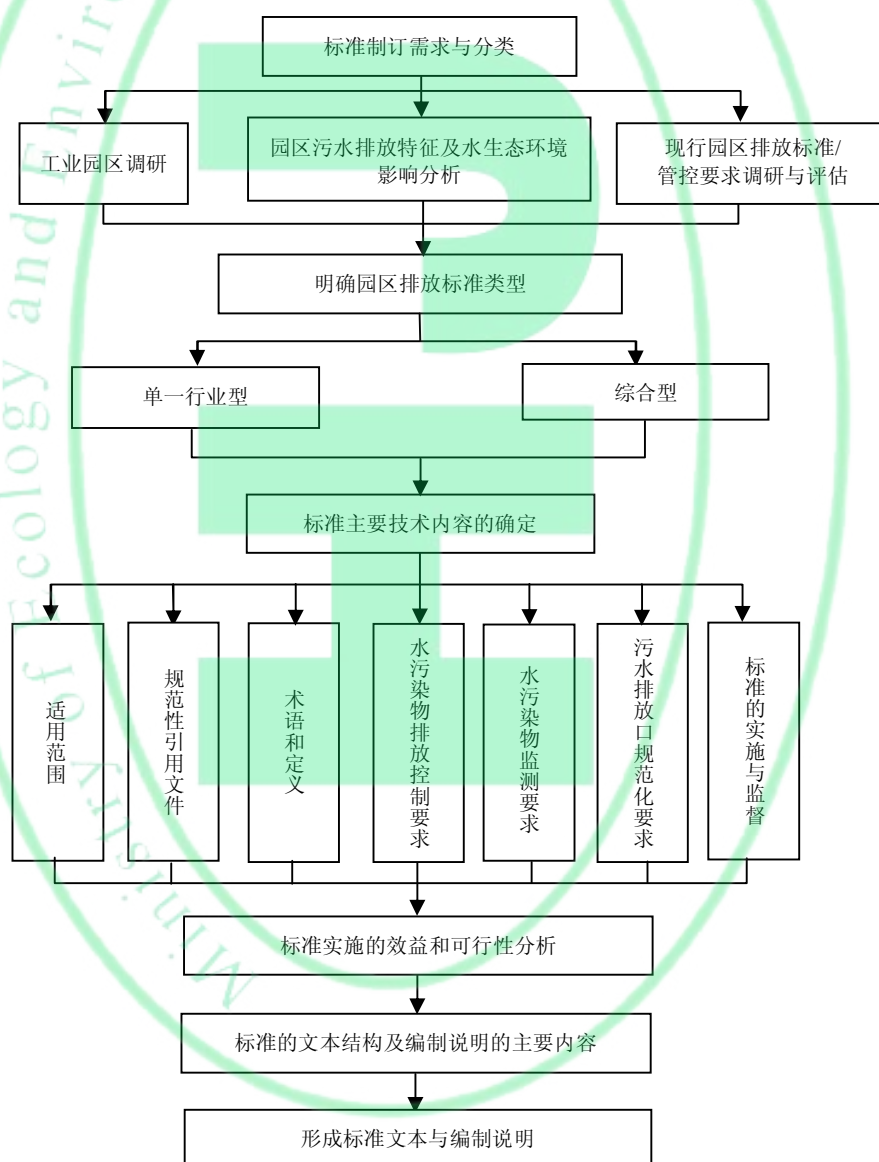 标准制订需求与分类
工业园区调研
园区污水排放特征及水生态环境
影响分析
现行园区排放标准/
管控要求调研与评估
明确园区排放标准类型
单一行业型
综合型
标准主要技术内容的确定
适用范围
规范性引用文件
术语和定义
水污染物排放控制要求
水污染物监测要求
污水排放口规范化要求
标准的实施与监督
标准实施的效益和可行性分析
标准的文本结构及编制说明的主要内容
形成标准文本与编制说明
Ministry of Ecology and Enviro